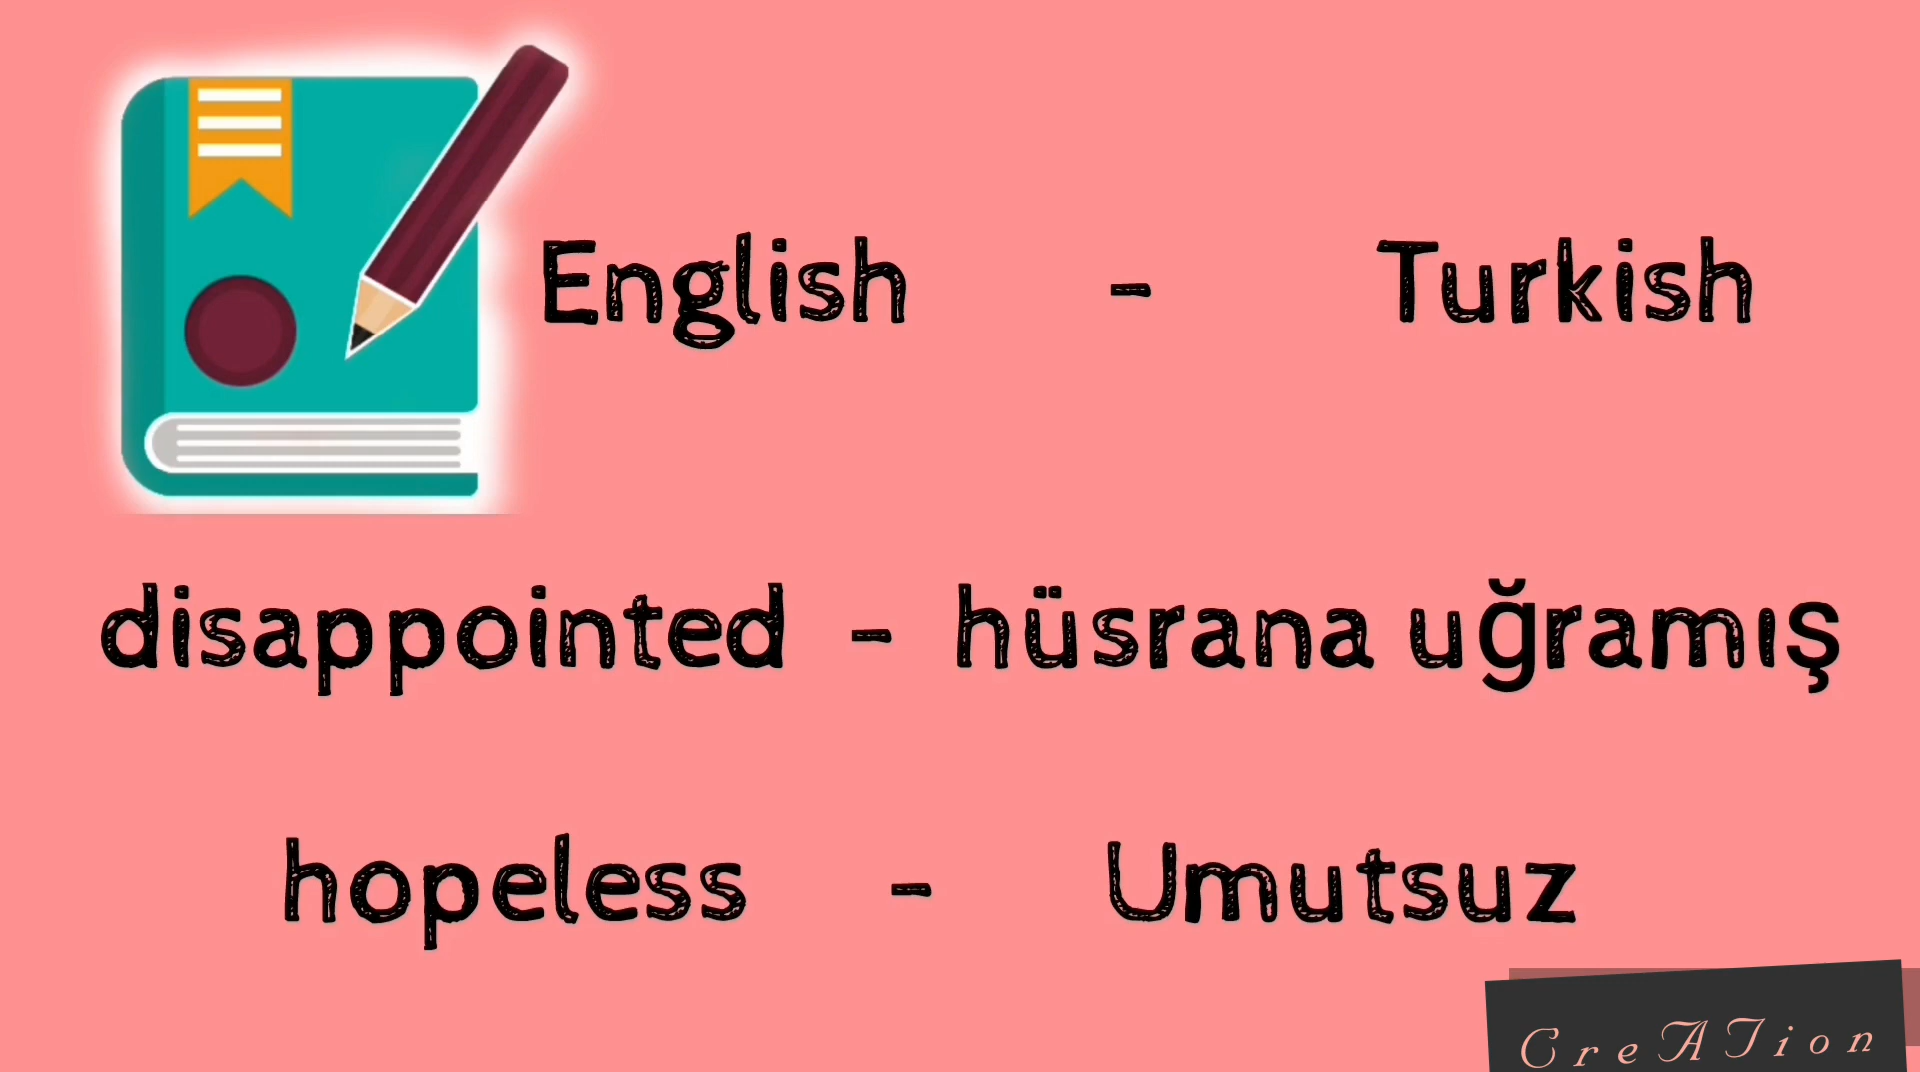 English - Turkish
disappointed - hüsrana uğramış
hopeless - Umutsuz
CreATion